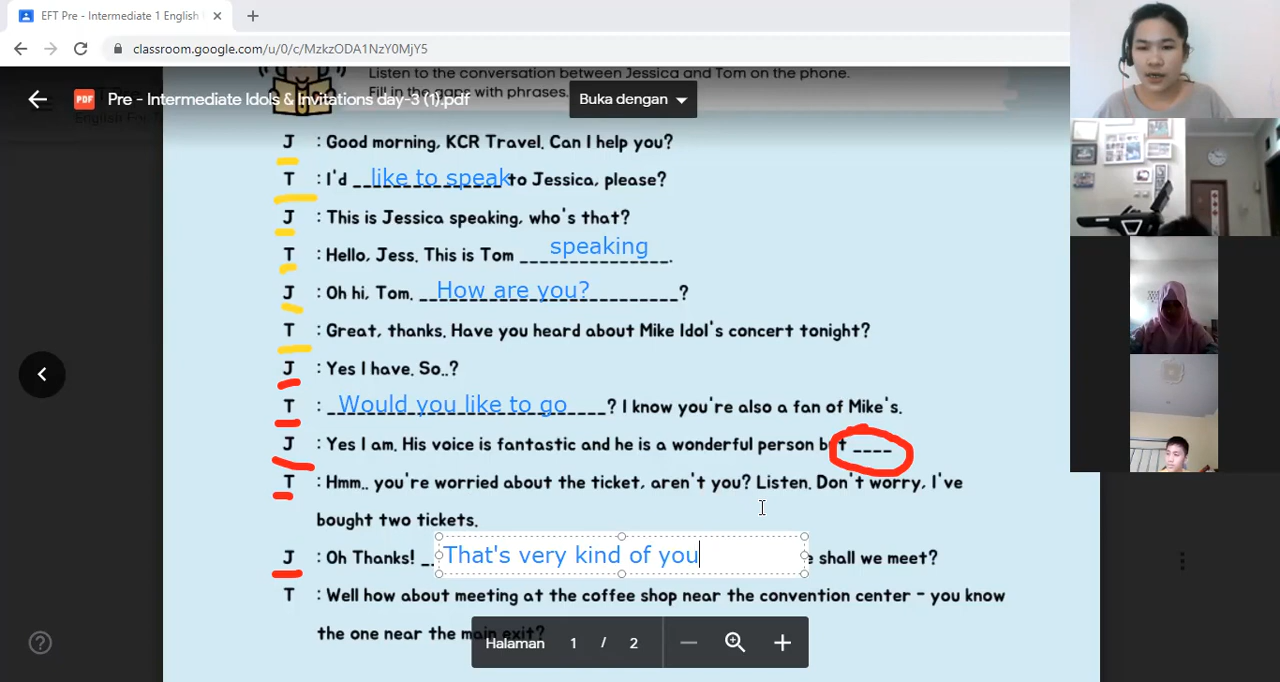 EFT Pre - Intermediate 1 English
classroom.google.com/u/0/c/MzkzODA1NzY0MjY5
Listen to the conversation between Jessica and Tom on the phone.
Fill in the gaps with phrases.
PDF Pre - Intermediate Idols & Invitations day-3 (1).pdf
Buka dengan
J : Good morning, KCR Travel. Can I help you?
T : I'd _ like to speak to Jessica, please?
J : This is Jessica speaking, who's that?
T : Hello, Jess. This is Tom speaking.
J : Oh hi, Tom. How are you? ?
T : Great, thanks. Have you heard about Mike Idol's concert tonight?
J : Yes I have. So..?
T : Would you like to go ? I know you're also a fan of Mike's.
J : Yes I am. His voice is fantastic and he is a wonderful person but ____
T : Hmm.. you're worried about the ticket, aren't you? Listen. Don't worry, I've
bought two tickets.
J : Oh Thanks! _ That's very kind of you shall we meet?
T : Well how about meeting at the coffee shop near the convention center - you know
the one near the main exit?
Halaman 1 / 2